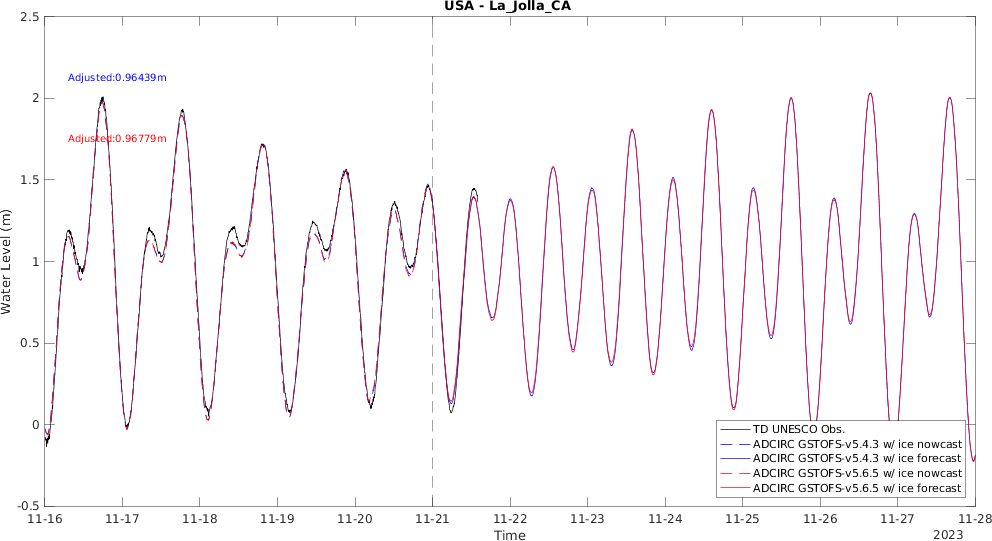 USA - La_Jolla_CA
2.5
2
1.5
1
0.5
0
-0.5
Water Level (m)
Adjusted:0.96439m
Adjusted:0.96779m
TD UNESCO Obs.
ADCIRC GSTOFS-v5.4.3 w/ ice nowcast
ADCIRC GSTOFS-v5.4.3 w/ ice forecast
ADCIRC GSTOFS-v5.6.5 w/ ice nowcast
ADCIRC GSTOFS-v5.6.5 w/ ice forecast
11-16 11-17 11-18 11-19 11-20 11-21 11-22 11-23 11-24 11-25 11-26 11-27 11-28
Time
2023